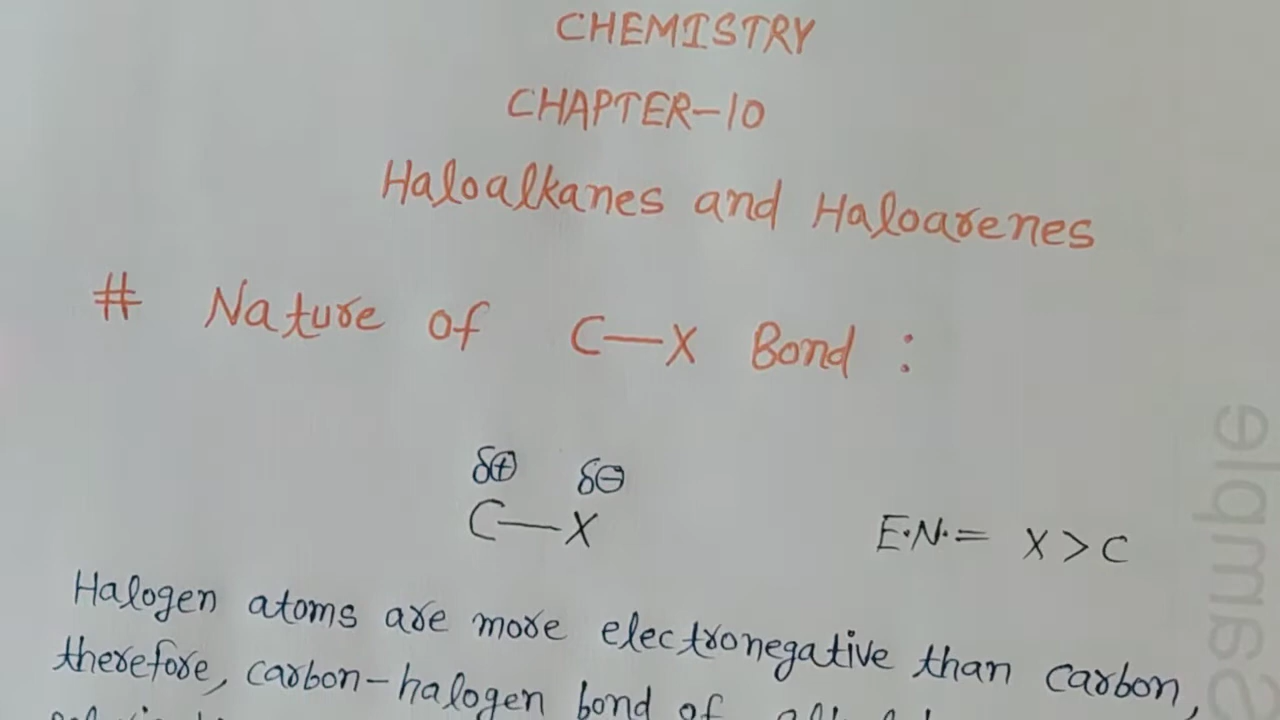 CHEMISTRY
CHAPTER-10
Haloalkanes and Haloarenes
# Nature of C—X Bond :
δ⊕ δ⊖
C—X E.N. = X > C
Halogen atoms are more electronegative than carbon,
therefore, carbon-halogen bond of